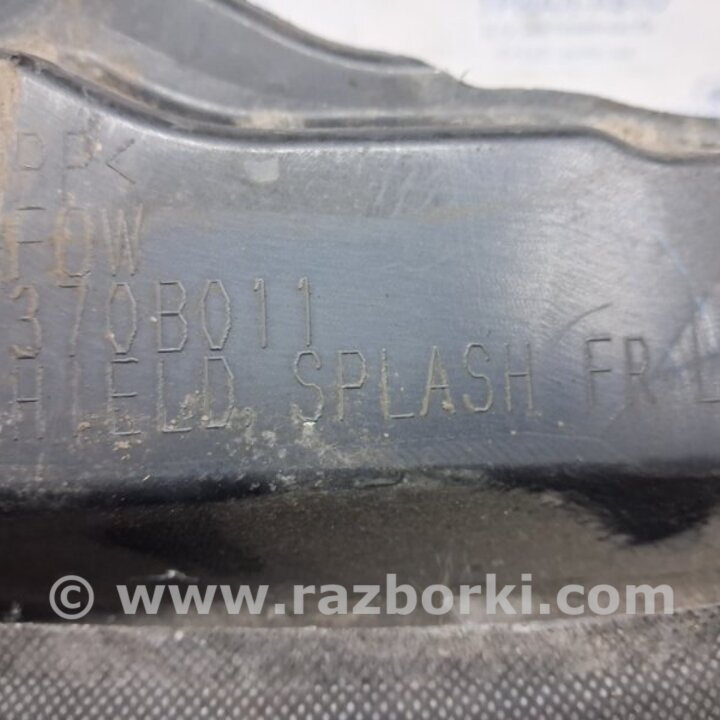 PP<
FOW
370B011
HIELD, SPLASH FR L
© www.razborki.com